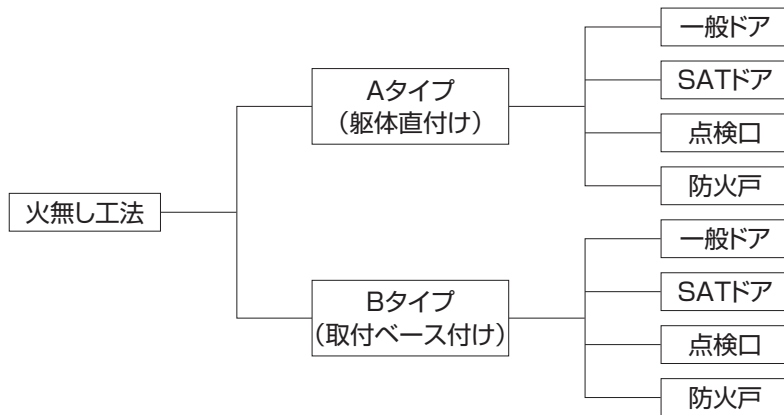 火無し工法
Aタイプ
（躯体直付け）
一般ドア
SATドア
点検口
防火戸
Bタイプ
（取付ベース付け）
一般ドア
SATドア
点検口
防火戸